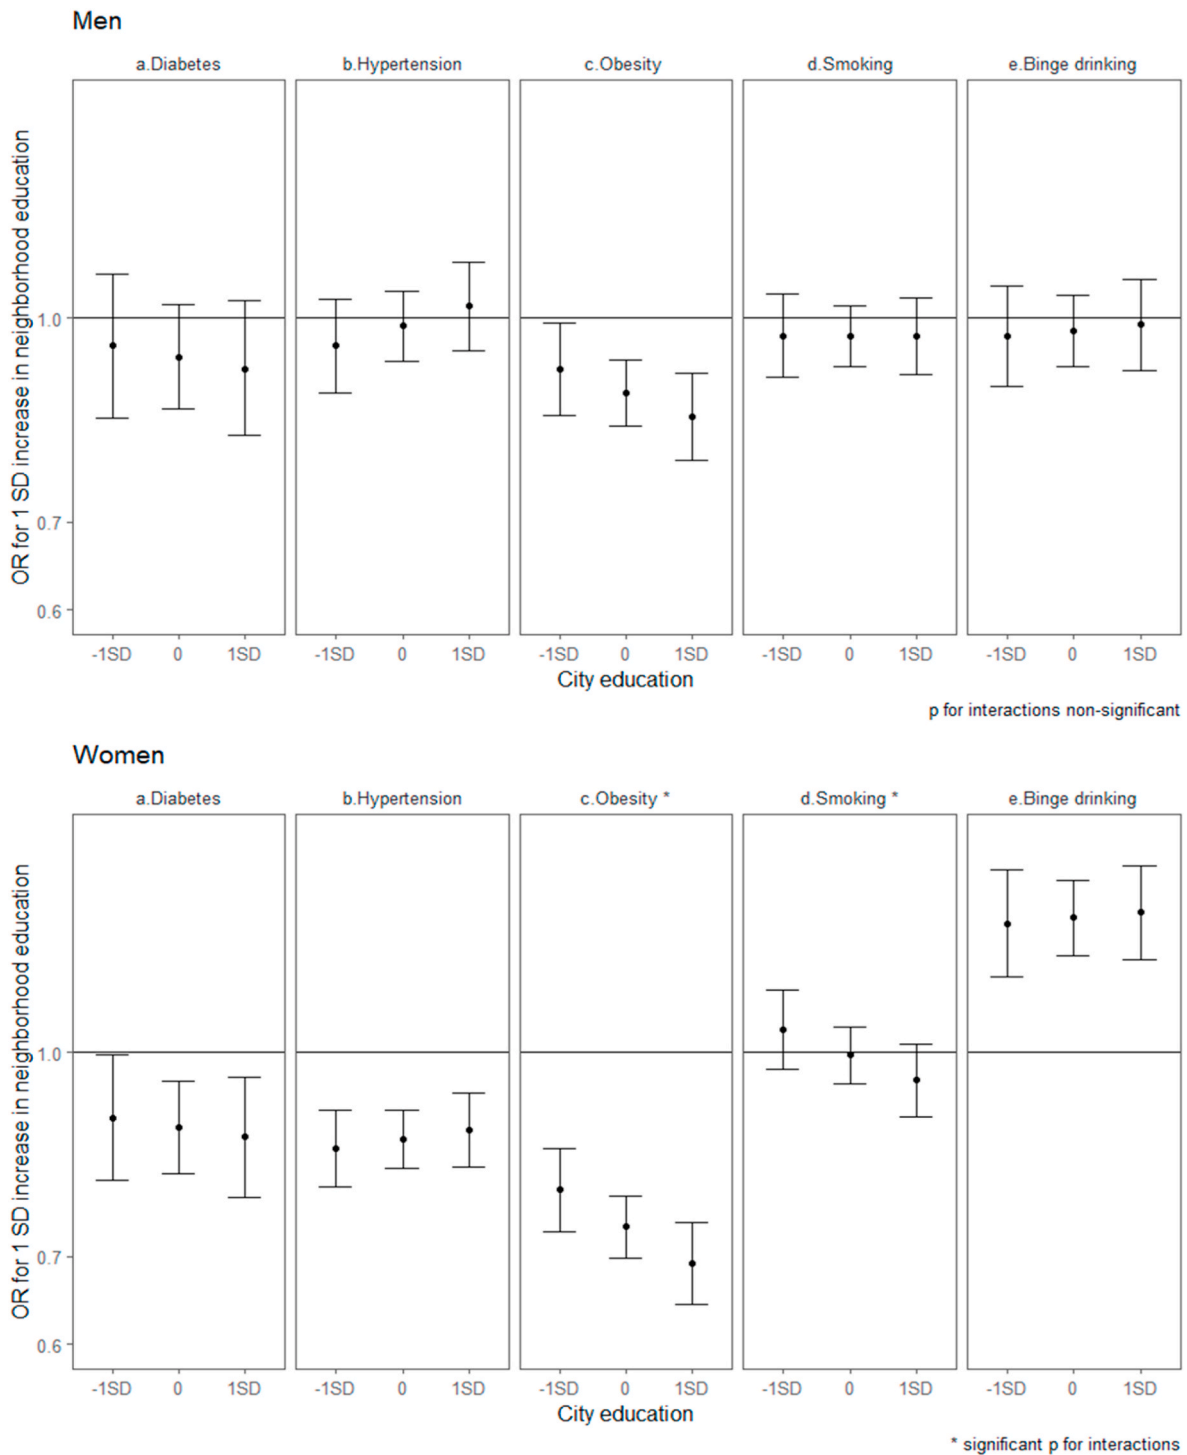 Men
a.Diabetes b.Hypertension c.Obesity d.Smoking e.Binge drinking
OR for 1 SD increase in neighborhood education
1.0
0.7
0.6
-1SD 0 1SD -1SD 0 1SD -1SD 0 1SD -1SD 0 1SD -1SD 0 1SD
City education
p for interactions non-significant
Women
a.Diabetes b.Hypertension c.Obesity * d.Smoking * e.Binge drinking
OR for 1 SD increase in neighborhood education
1.0
0.7
0.6
-1SD 0 1SD -1SD 0 1SD -1SD 0 1SD -1SD 0 1SD -1SD 0 1SD
City education
* significant p for interactions